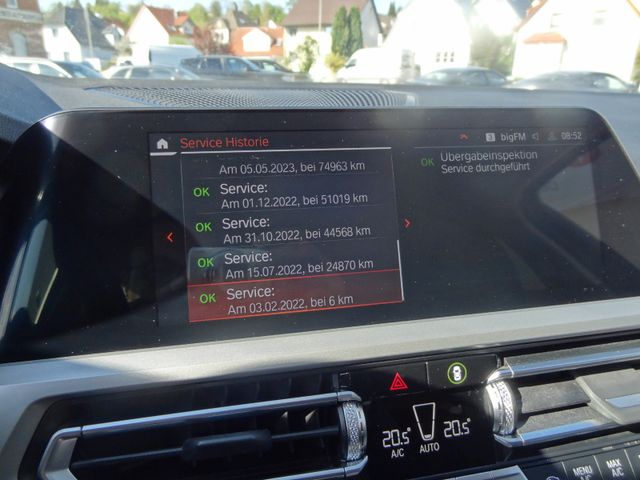 Service Historie
3 bigFM 08:52
Am 05.05.2023, bei 74963 km
OK Service:
Am 01.12.2022, bei 51019 km
OK Service:
Am 31.10.2022, bei 44568 km
OK Service:
Am 15.07.2022, bei 24870 km
OK Service:
Am 03.02.2022, bei 6 km
OK Übergabeinspektion
Service durchgeführt
20.5° 20.5°
A/C AUTO A/C
MENU MAX
A/C